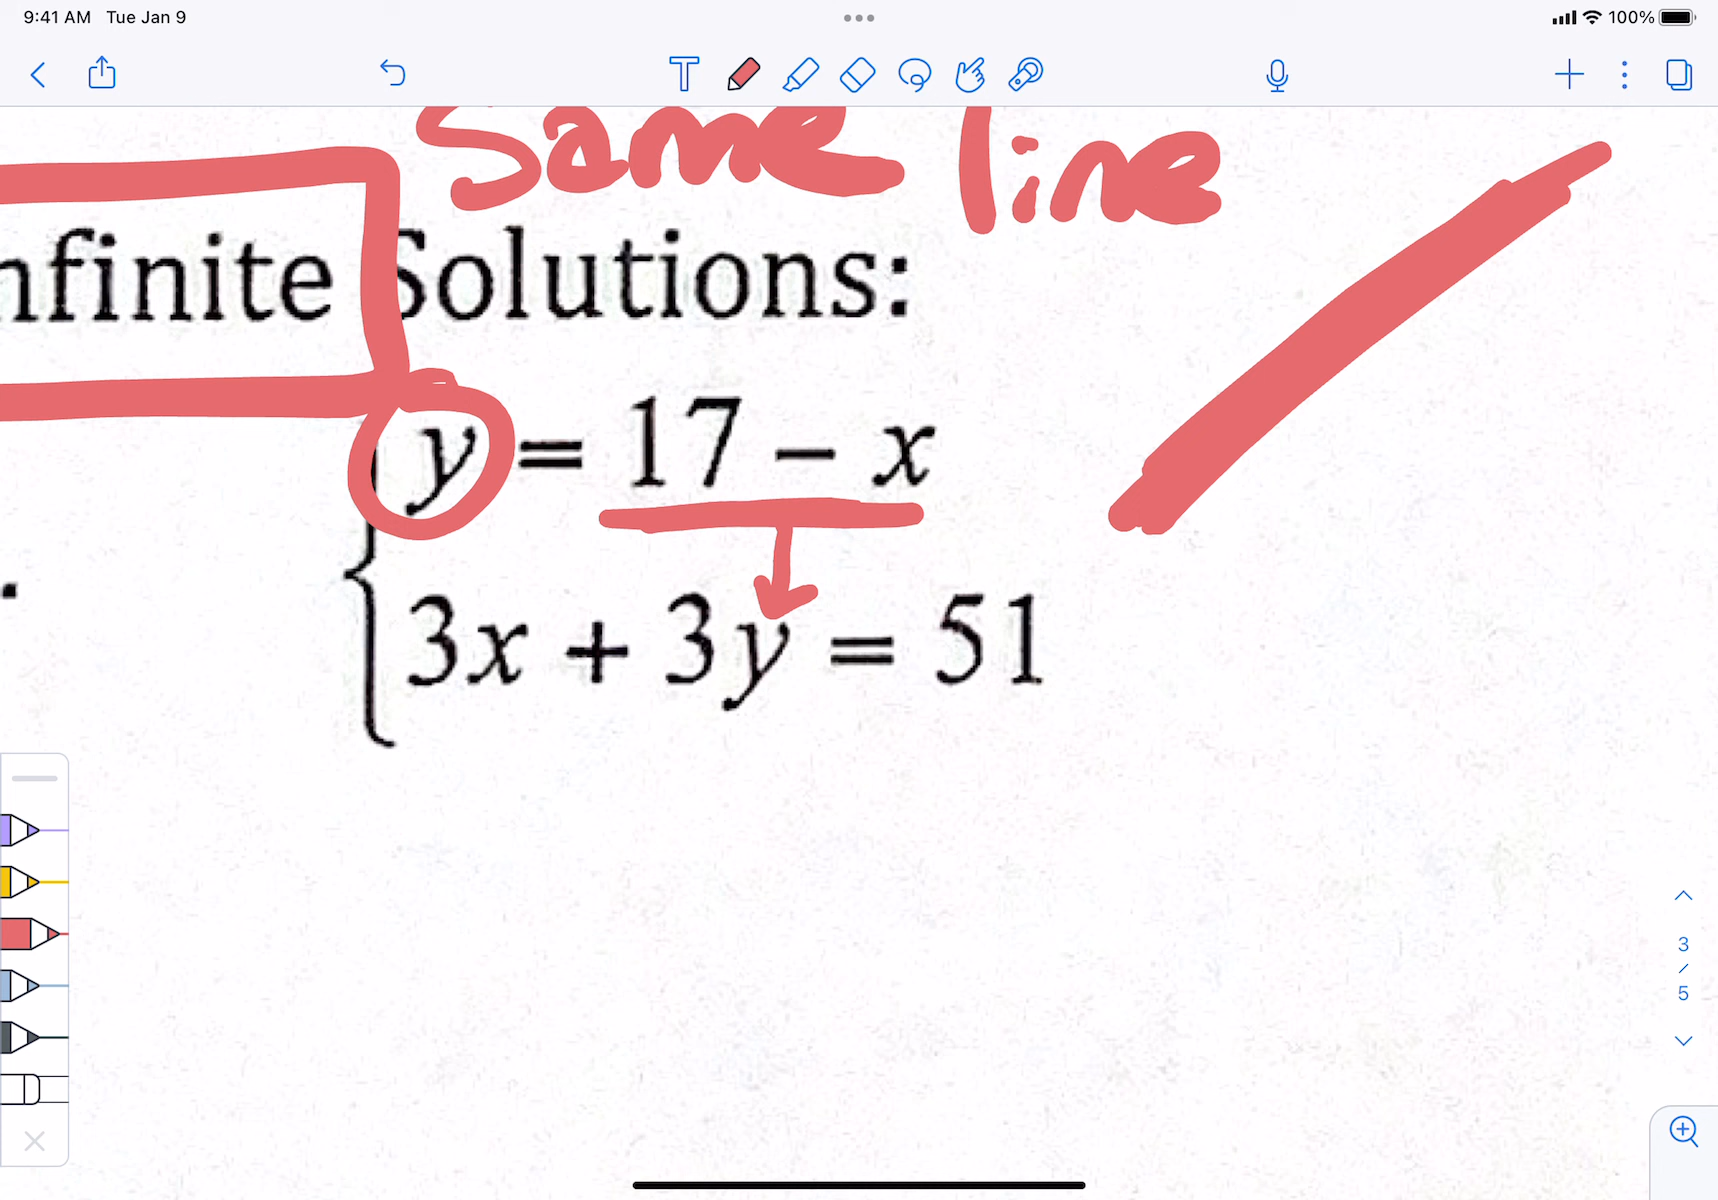 9:41 AM Tue Jan 9
100%
same line
nfinite Solutions:
y = 17 − x
.
3x + 3y = 51
3
/
5